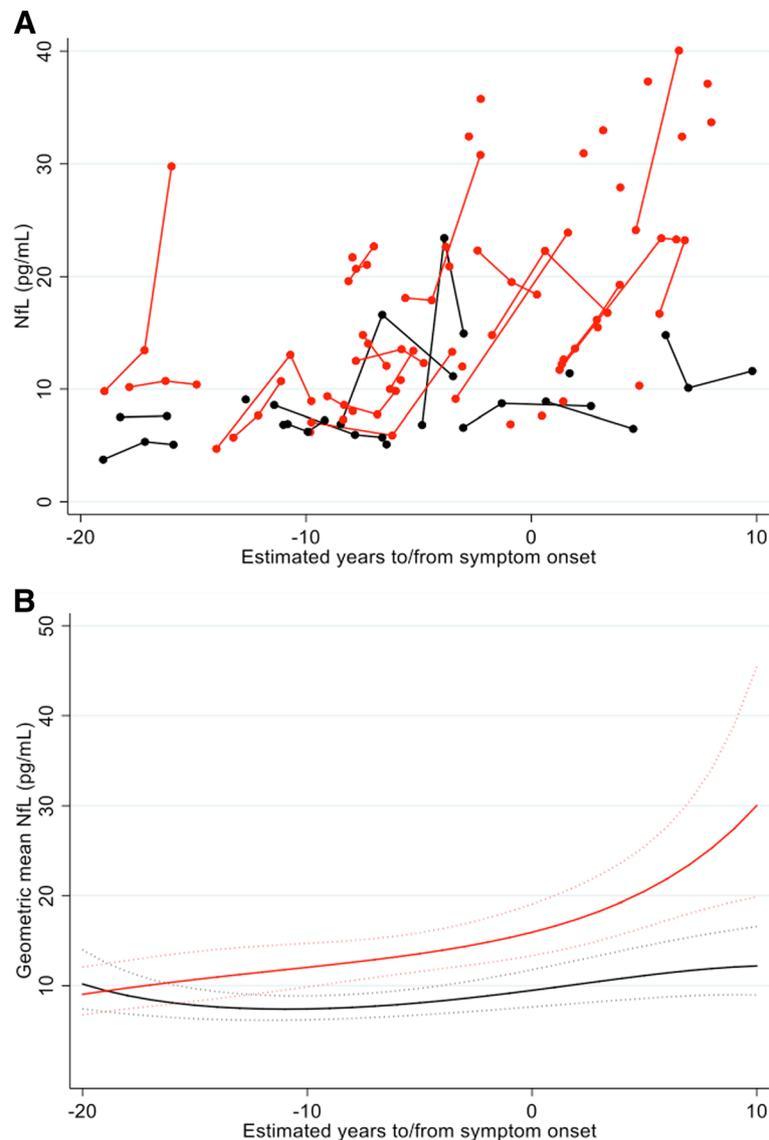 A
40
30
20
10
0
NfL (pg/mL)
-20 -10 0 10
Estimated years to/from symptom onset
B
50
40
30
20
10
Geometric mean NfL (pg/mL)
-20 -10 0 10
Estimated years to/from symptom onset